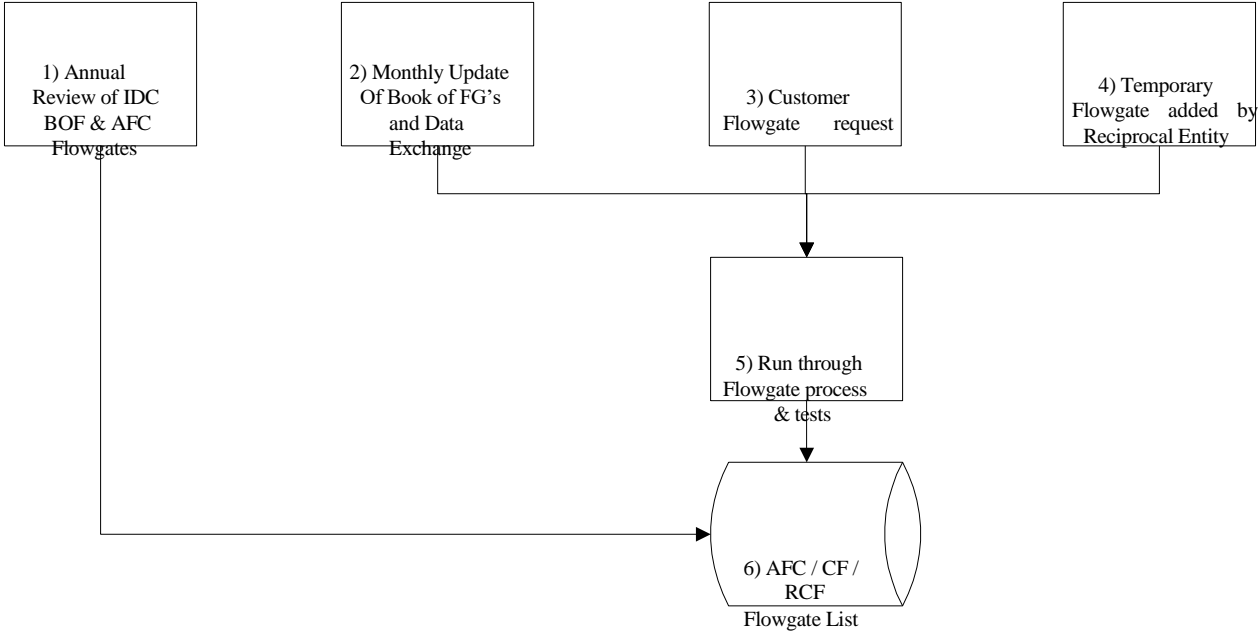 1) Annual
Review of IDC
BOF & AFC
Flowgates
2) Monthly Update
Of Book of FG’s
and Data
Exchange
3) Customer
Flowgate request
4) Temporary
Flowgate added by
Reciprocal Entity
5) Run through
Flowgate process
& tests
6) AFC / CF /
RCF
Flowgate List